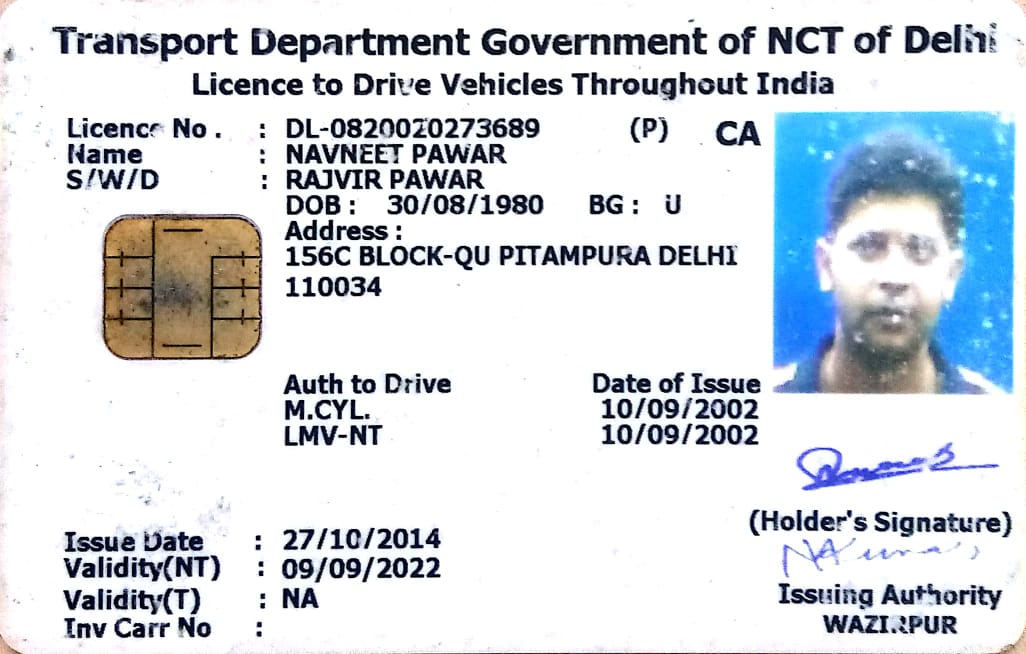 Transport Department Government of NCT of Delhi
Licence to Drive Vehicles Throughout India
Licence No. : DL-0820020273689 (P) CA
Name : NAVNEET PAWAR
S/W/D : RAJVIR PAWAR
DOB : 30/08/1980 BG : U
Address :
156C BLOCK-QU PITAMPURA DELHI
110034
Auth to Drive Date of Issue
M.CYL. 10/09/2002
LMV-NT 10/09/2002
(Holder's Signature)
Issue Date : 27/10/2014
Validity(NT) : 09/09/2022
Validity(T) : NA
Inv Carr No :
Issuing Authority
WAZIRPUR